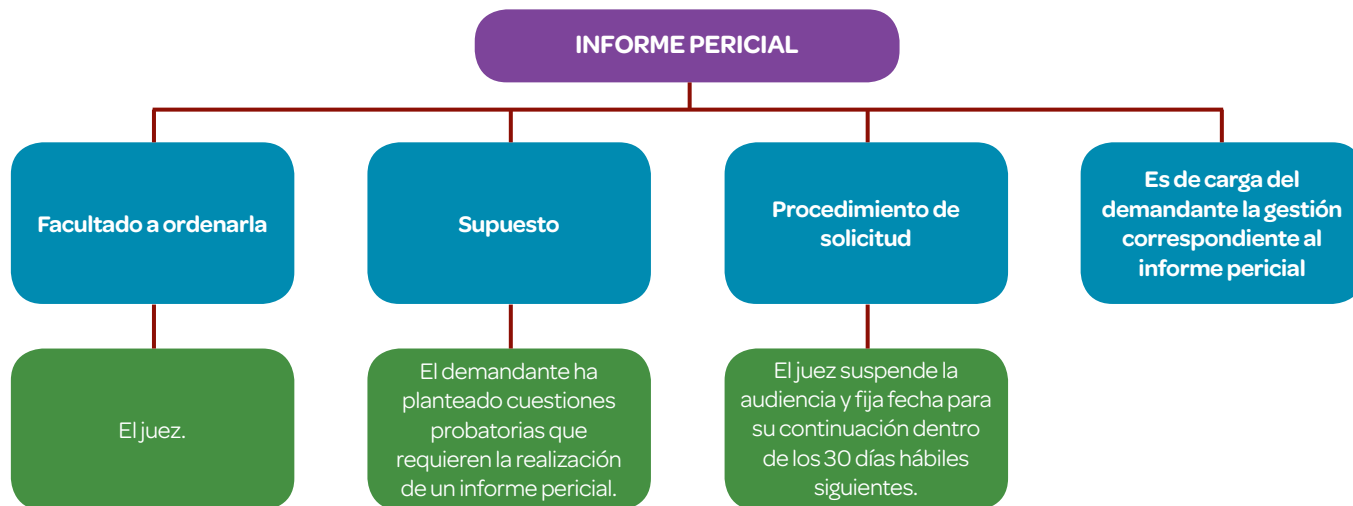 INFORME PERICIAL
Facultado a ordenarla
Supuesto
Procedimiento de
solicitud
Es de carga del
demandante la gestión
correspondiente al
informe pericial
El juez.
El demandante ha
planteado cuestiones
probatorias que
requieren la realización
de un informe pericial.
El juez suspende la
audiencia y fija fecha para
su continuación dentro
de los 30 días hábiles
siguientes.